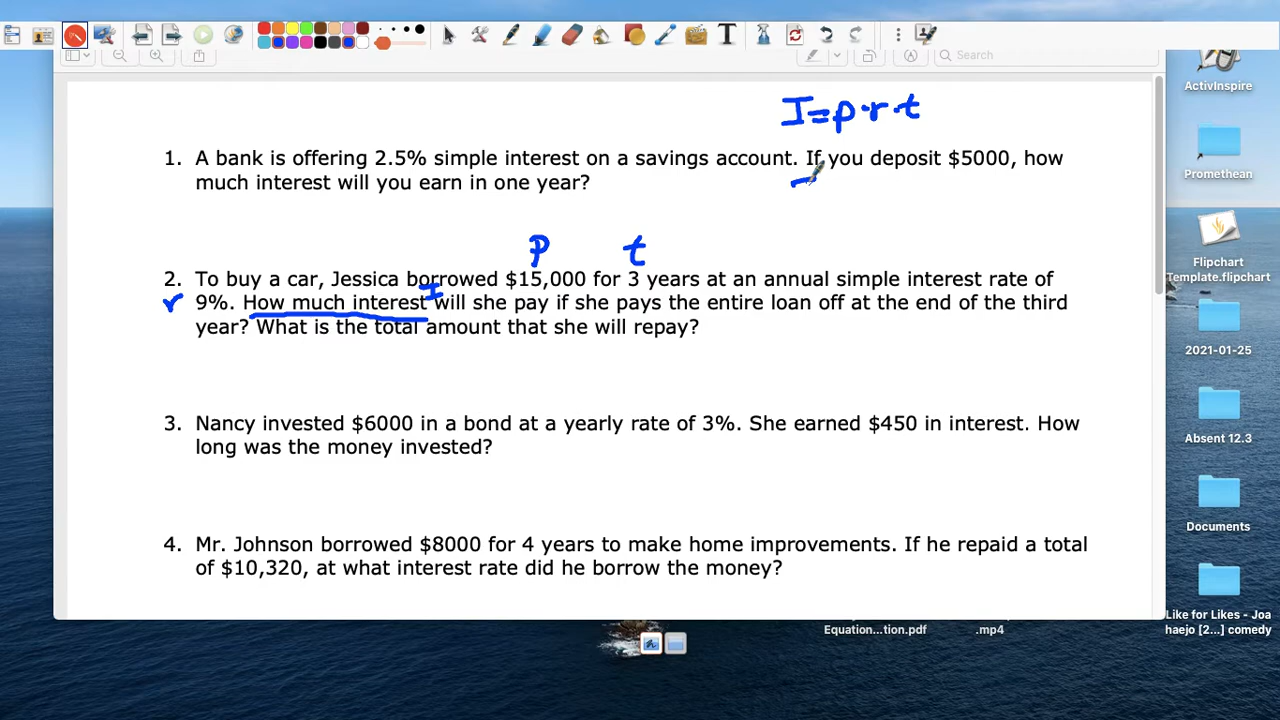 Search
I=p·r·t
1. A bank is offering 2.5% simple interest on a savings account. If you deposit $5000, how
much interest will you earn in one year?
p t
2. To buy a car, Jessica borrowed $15,000 for 3 years at an annual simple interest rate of
r 9%. How much interest I will she pay if she pays the entire loan off at the end of the third
year? What is the total amount that she will repay?
3. Nancy invested $6000 in a bond at a yearly rate of 3%. She earned $450 in interest. How
long was the money invested?
4. Mr. Johnson borrowed $8000 for 4 years to make home improvements. If he repaid a total
of $10,320, at what interest rate did he borrow the money?
ActivInspire
Promethean
Flipchart
Template.flipchart
2021-01-25
Absent 12.3
Documents
Like for Likes - Joa
haejo [2...] comedy
Equation...tion.pdf
.mp4